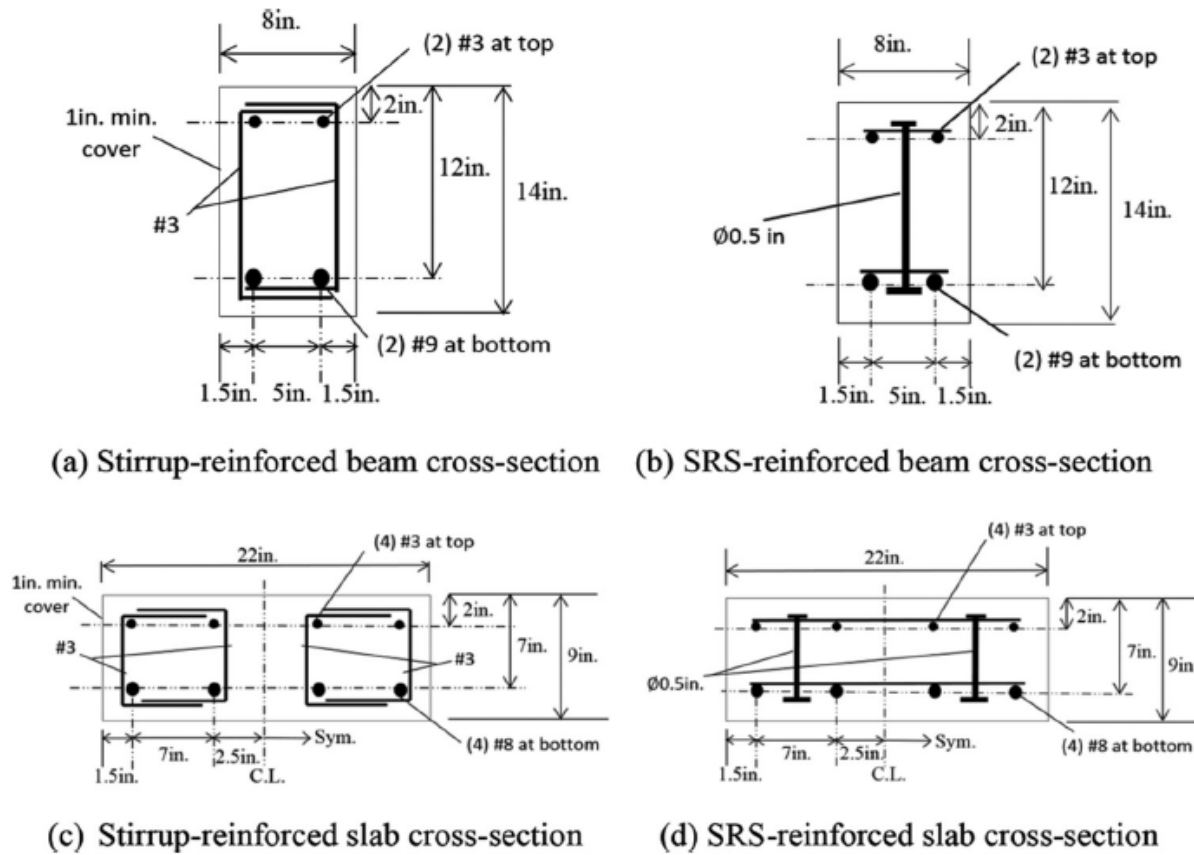 8in.
(2) #3 at top
2in.
1in. min.
cover
12in.
14in.
#3
(2) #9 at bottom
1.5in. 5in. 1.5in.
(a) Stirrup-reinforced beam cross-section
8in.
(2) #3 at top
2in.
12in.
14in.
Ø0.5 in
(2) #9 at bottom
1.5in. 5in. 1.5in.
(b) SRS-reinforced beam cross-section
(4) #3 at top
22in.
1in. min.
cover
2in.
#3
#3
7in.
9in.
(4) #8 at bottom
7in.
2.5in.
Sym.
1.5in.
C.L.
(c) Stirrup-reinforced slab cross-section
(4) #3 at top
22in.
2in.
7in.
9in.
Ø0.5in.
(4) #8 at bottom
7in.
2.5in.
Sym.
1.5in.
C.L.
(d) SRS-reinforced slab cross-section